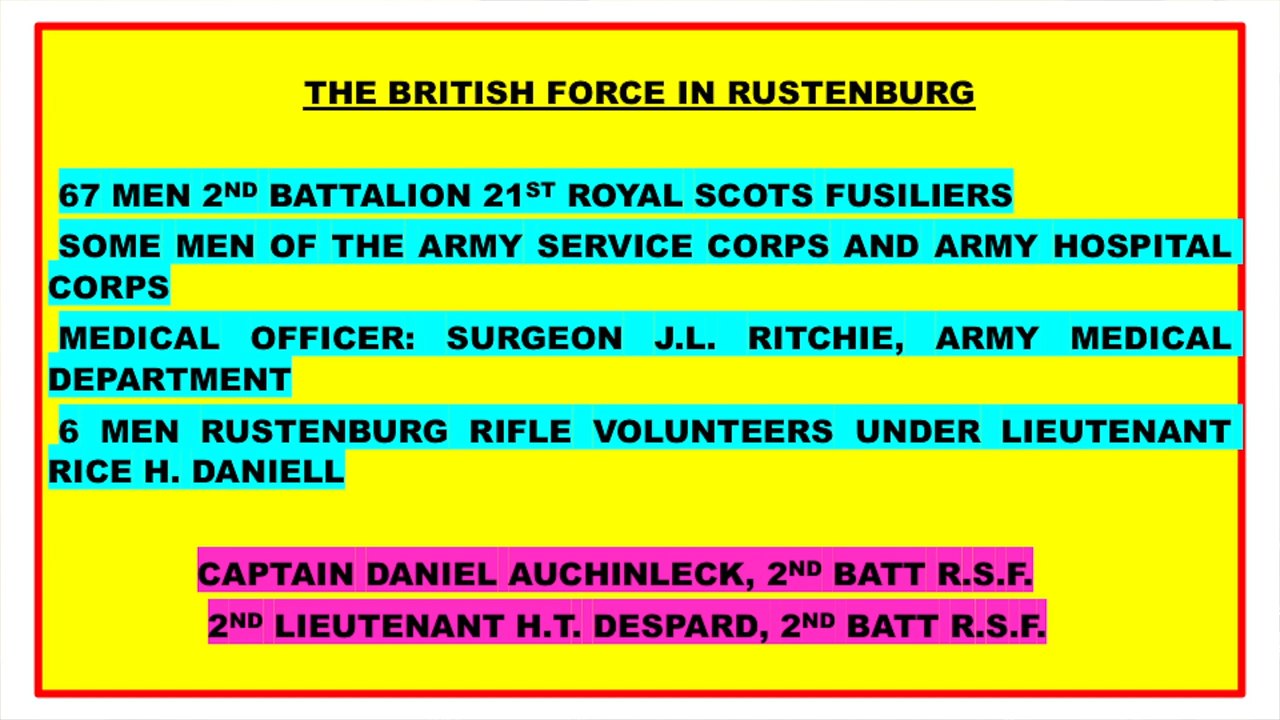 THE BRITISH FORCE IN RUSTENBURG
67 MEN 2ND BATTALION 21ST ROYAL SCOTS FUSILIERS
SOME MEN OF THE ARMY SERVICE CORPS AND ARMY HOSPITAL
CORPS
MEDICAL OFFICER: SURGEON J.L. RITCHIE, ARMY MEDICAL
DEPARTMENT
6 MEN RUSTENBURG RIFLE VOLUNTEERS UNDER LIEUTENANT
RICE H. DANIELL
CAPTAIN DANIEL AUCHINLECK, 2ND BATT R.S.F.
2ND LIEUTENANT H.T. DESPARD, 2ND BATT R.S.F.